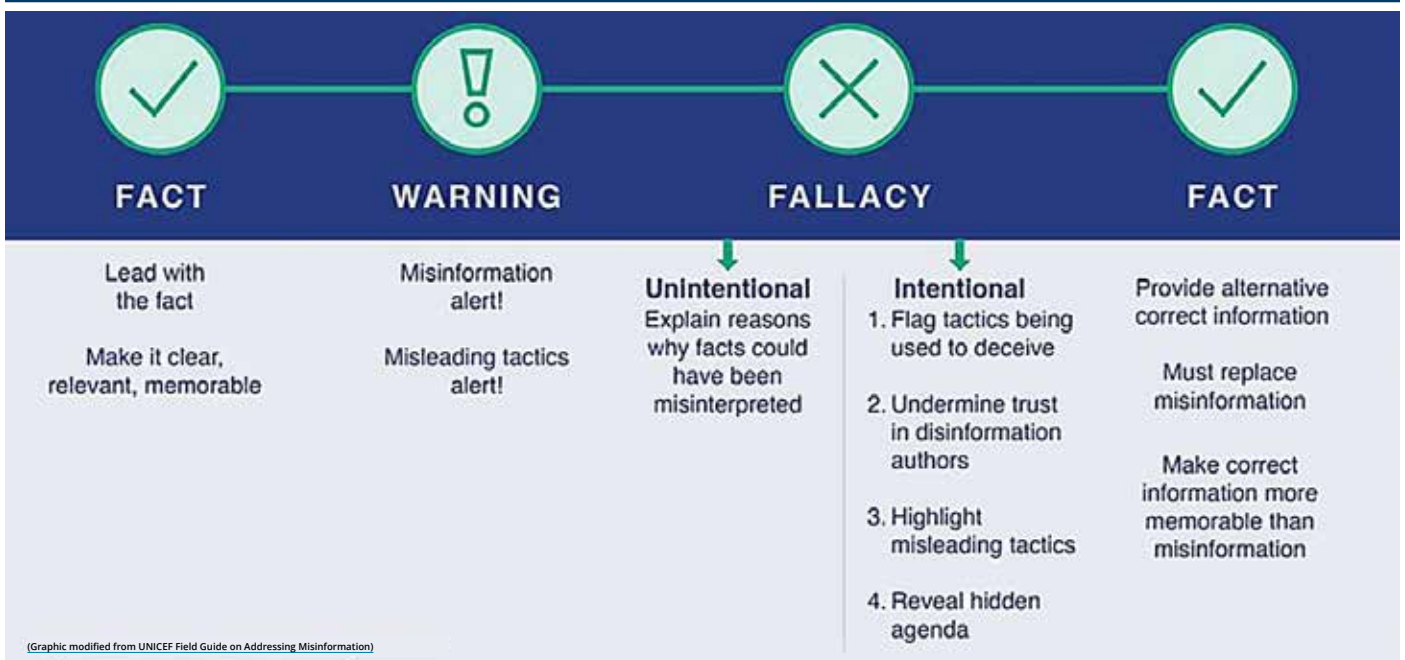 FACT
WARNING
FALLACY
FACT
Lead with
the fact
Make it clear,
relevant, memorable
Misinformation
alert!
Misleading tactics
alert!
Unintentional
Explain reasons
why facts could
have been
misinterpreted
Intentional
1. Flag tactics being
used to deceive
2. Undermine trust
in disinformation
authors
3. Highlight
misleading tactics
4. Reveal hidden
agenda
Provide alternative
correct information
Must replace
misinformation
Make correct
information more
memorable than
misinformation
(Graphic modified from UNICEF Field Guide on Addressing Misinformation)